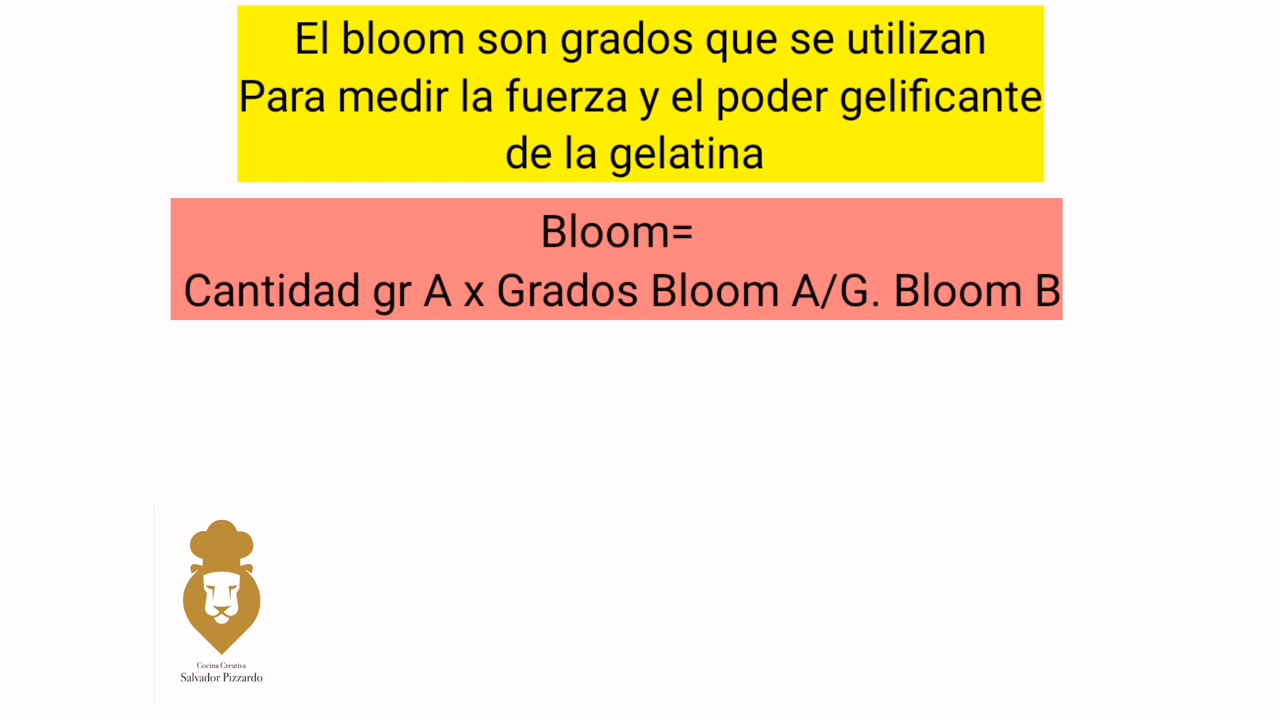 El bloom son grados que se utilizan
Para medir la fuerza y el poder gelificante
de la gelatina
Bloom=
Cantidad gr A x Grados Bloom A/G. Bloom B
Cocina Creativa
Salvador Pizzardo